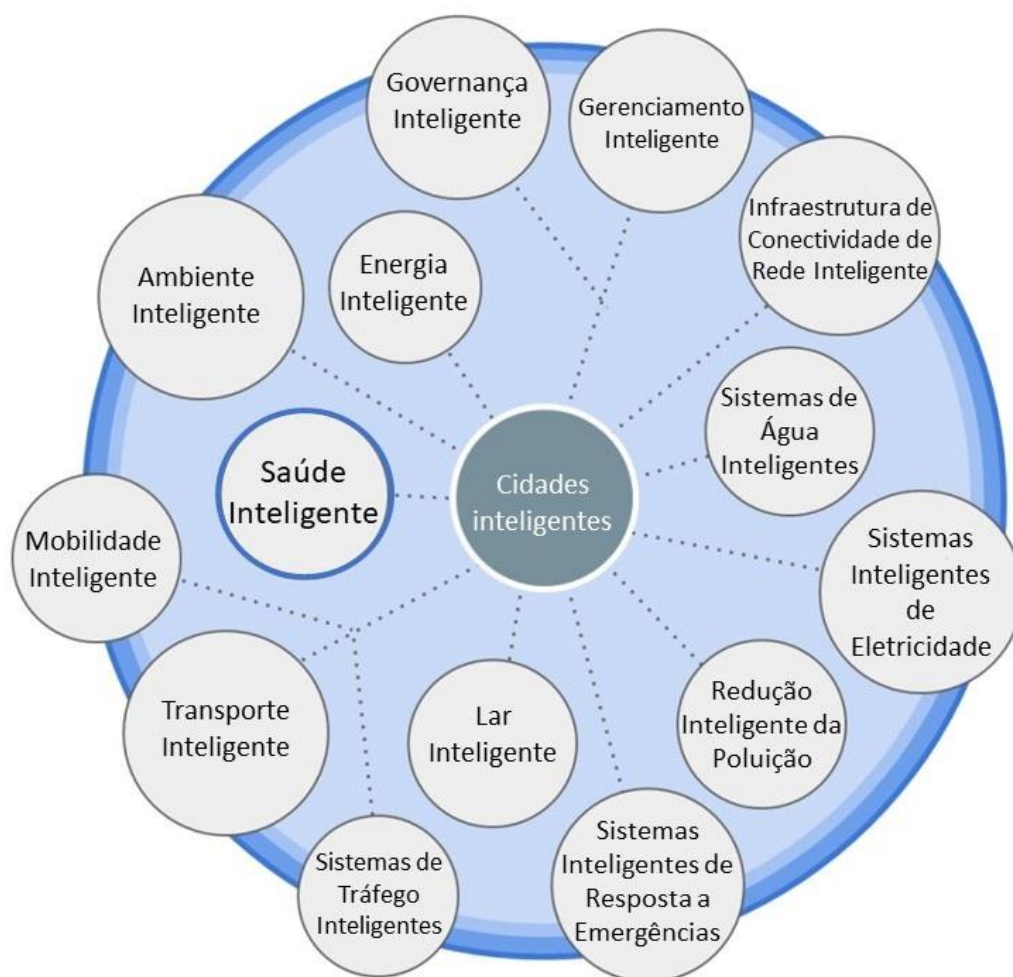 Governança
Inteligente
Gerenciamento
Inteligente
Infraestrutura de
Conectividade de
Rede Inteligente
Ambiente
Inteligente
Energia
Inteligente
Sistemas de
Água
Inteligentes
Saúde
Inteligente
Cidades
inteligentes
Mobilidade
Inteligente
Sistemas
Inteligentes
de
Eletricidade
Transporte
Inteligente
Lar
Inteligente
Redução
Inteligente da
Poluição
Sistemas de
Tráfego
Inteligentes
Sistemas
Inteligentes de
Resposta a
Emergências